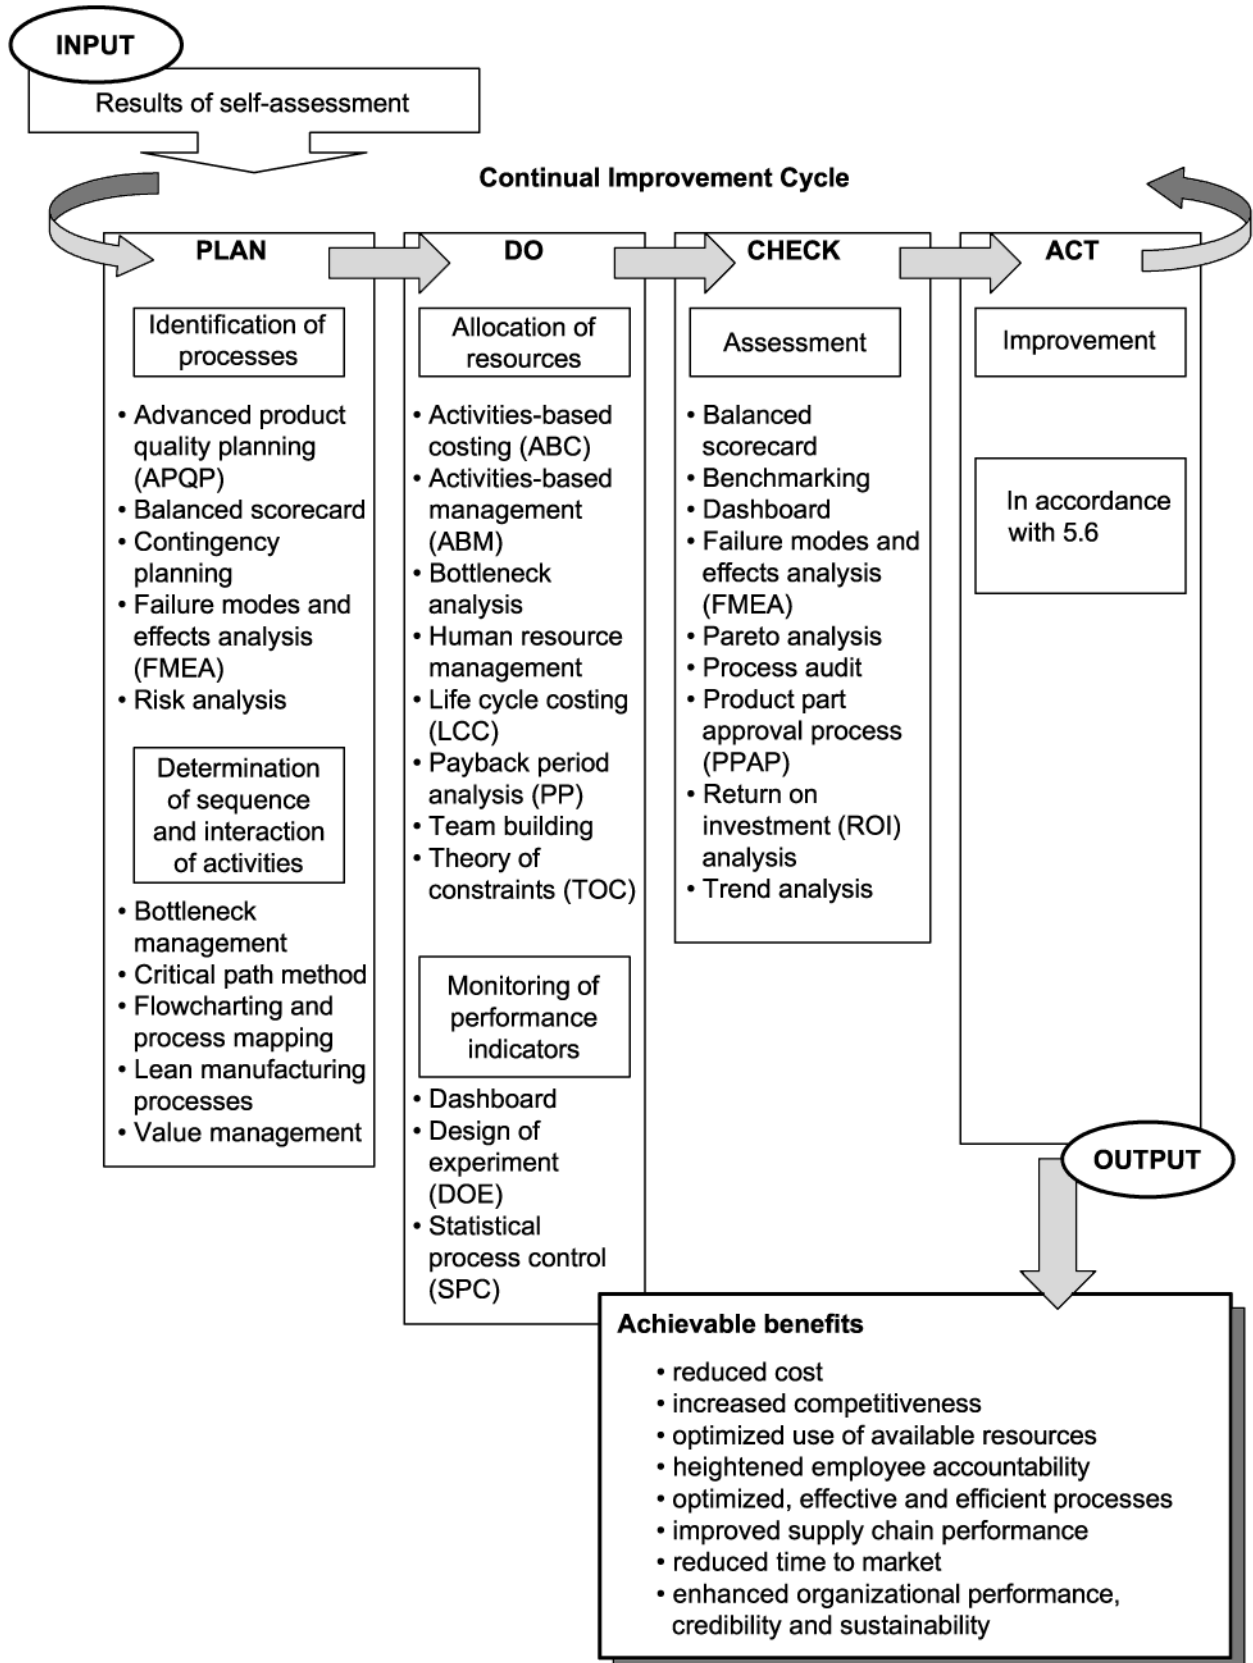 INPUT
Results of self-assessment
Continual Improvement Cycle
PLAN
Identification of
processes
• Advanced product
quality planning
(APQP)
• Balanced scorecard
• Contingency
planning
• Failure modes and
effects analysis
(FMEA)
• Risk analysis
Determination
of sequence
and interaction
of activities
• Bottleneck
management
• Critical path method
• Flowcharting and
process mapping
• Lean manufacturing
processes
• Value management
DO
Allocation of
resources
• Activities-based
costing (ABC)
• Activities-based
management
(ABM)
• Bottleneck
analysis
• Human resource
management
• Life cycle costing
(LCC)
• Payback period
analysis (PP)
• Team building
• Theory of
constraints (TOC)
Monitoring of
performance
indicators
• Dashboard
• Design of
experiment
(DOE)
• Statistical
process control
(SPC)
CHECK
Assessment
• Balanced
scorecard
• Benchmarking
• Dashboard
• Failure modes and
effects analysis
(FMEA)
• Pareto analysis
• Process audit
• Product part
approval process
(PPAP)
• Return on
investment (ROI)
analysis
• Trend analysis
ACT
Improvement
In accordance
with 5.6
OUTPUT
Achievable benefits
• reduced cost
• increased competitiveness
• optimized use of available resources
• heightened employee accountability
• optimized, effective and efficient processes
• improved supply chain performance
• reduced time to market
• enhanced organizational performance,
credibility and sustainability